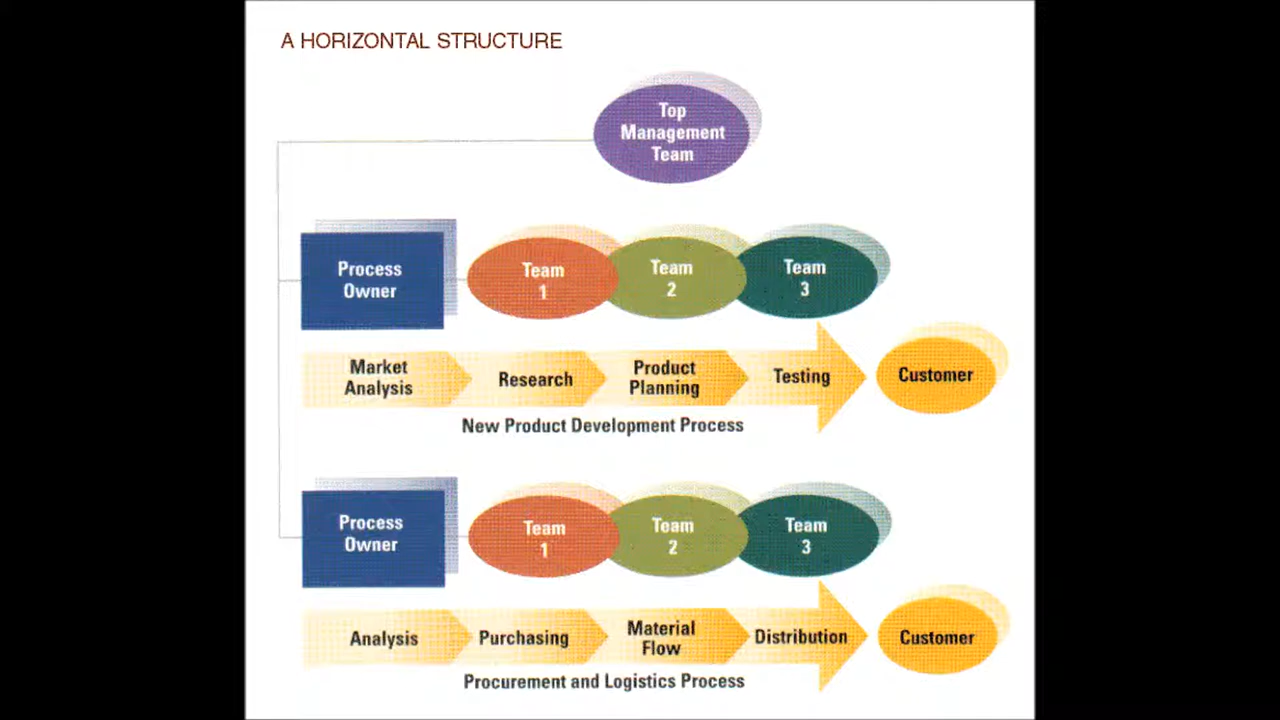 A HORIZONTAL STRUCTURE
Top
Management
Team
Process
Owner
Team
1
Team
2
Team
3
Market
Analysis
Research
Product
Planning
Testing
Customer
New Product Development Process
Process
Owner
Team
1
Team
2
Team
3
Analysis
Purchasing
Material
Flow
Distribution
Customer
Procurement and Logistics Process